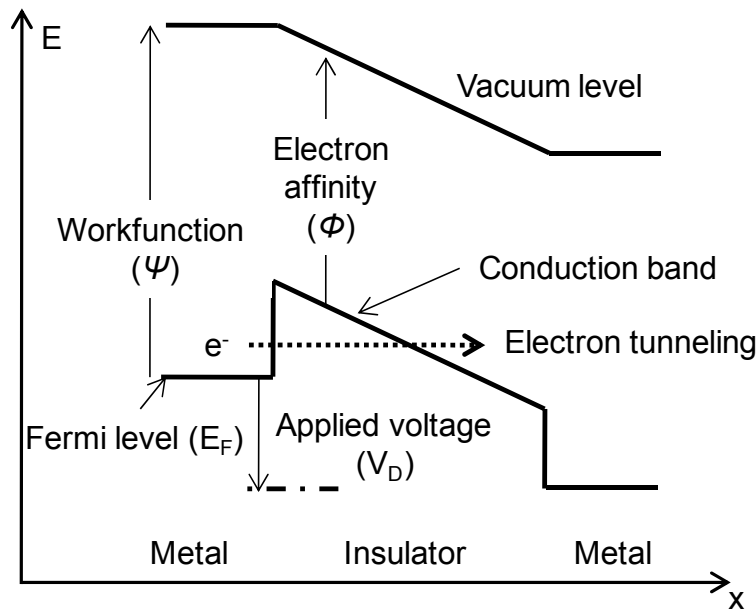 E
Vacuum level
Electron
affinity
(Φ)
Workfunction
(Ψ)
Conduction band
e-
Electron tunneling
Fermi level (EF)
Applied voltage
(VD)
Metal
Insulator
Metal
x